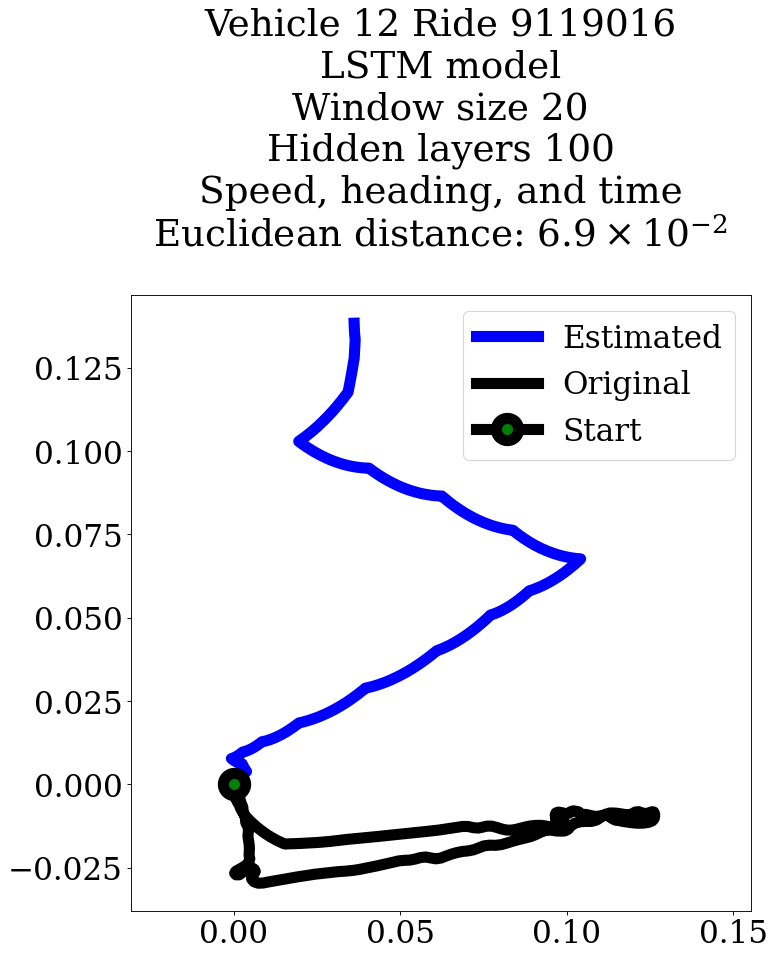 Vehicle 12 Ride 9119016
LSTM model
Window size 20
Hidden layers 100
Speed, heading, and time
Euclidean distance: 6.9 × 10⁻²
Estimated
Original
Start
0.125
0.100
0.075
0.050
0.025
0.000
−0.025
0.00 0.05 0.10 0.15